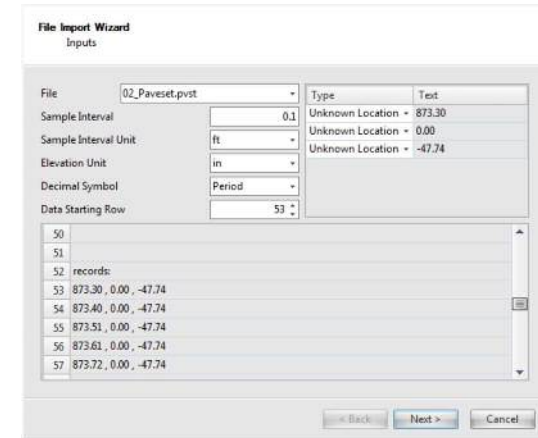 File Import Wizard
Inputs
File 02_Paveset.pvst
Sample Interval 0.1
Sample Interval Unit ft
Elevation Unit in
Decimal Symbol Period
Data Starting Row 53
Type Text
Unknown Location 873.30
Unknown Location 0.00
Unknown Location -47.74
50
51
52 records:
53 873.30 , 0.00 , -47.74
54 873.40 , 0.00 , -47.74
55 873.51 , 0.00 , -47.74
56 873.61 , 0.00 , -47.74
57 873.72 , 0.00 , -47.74
< Back Next > Cancel